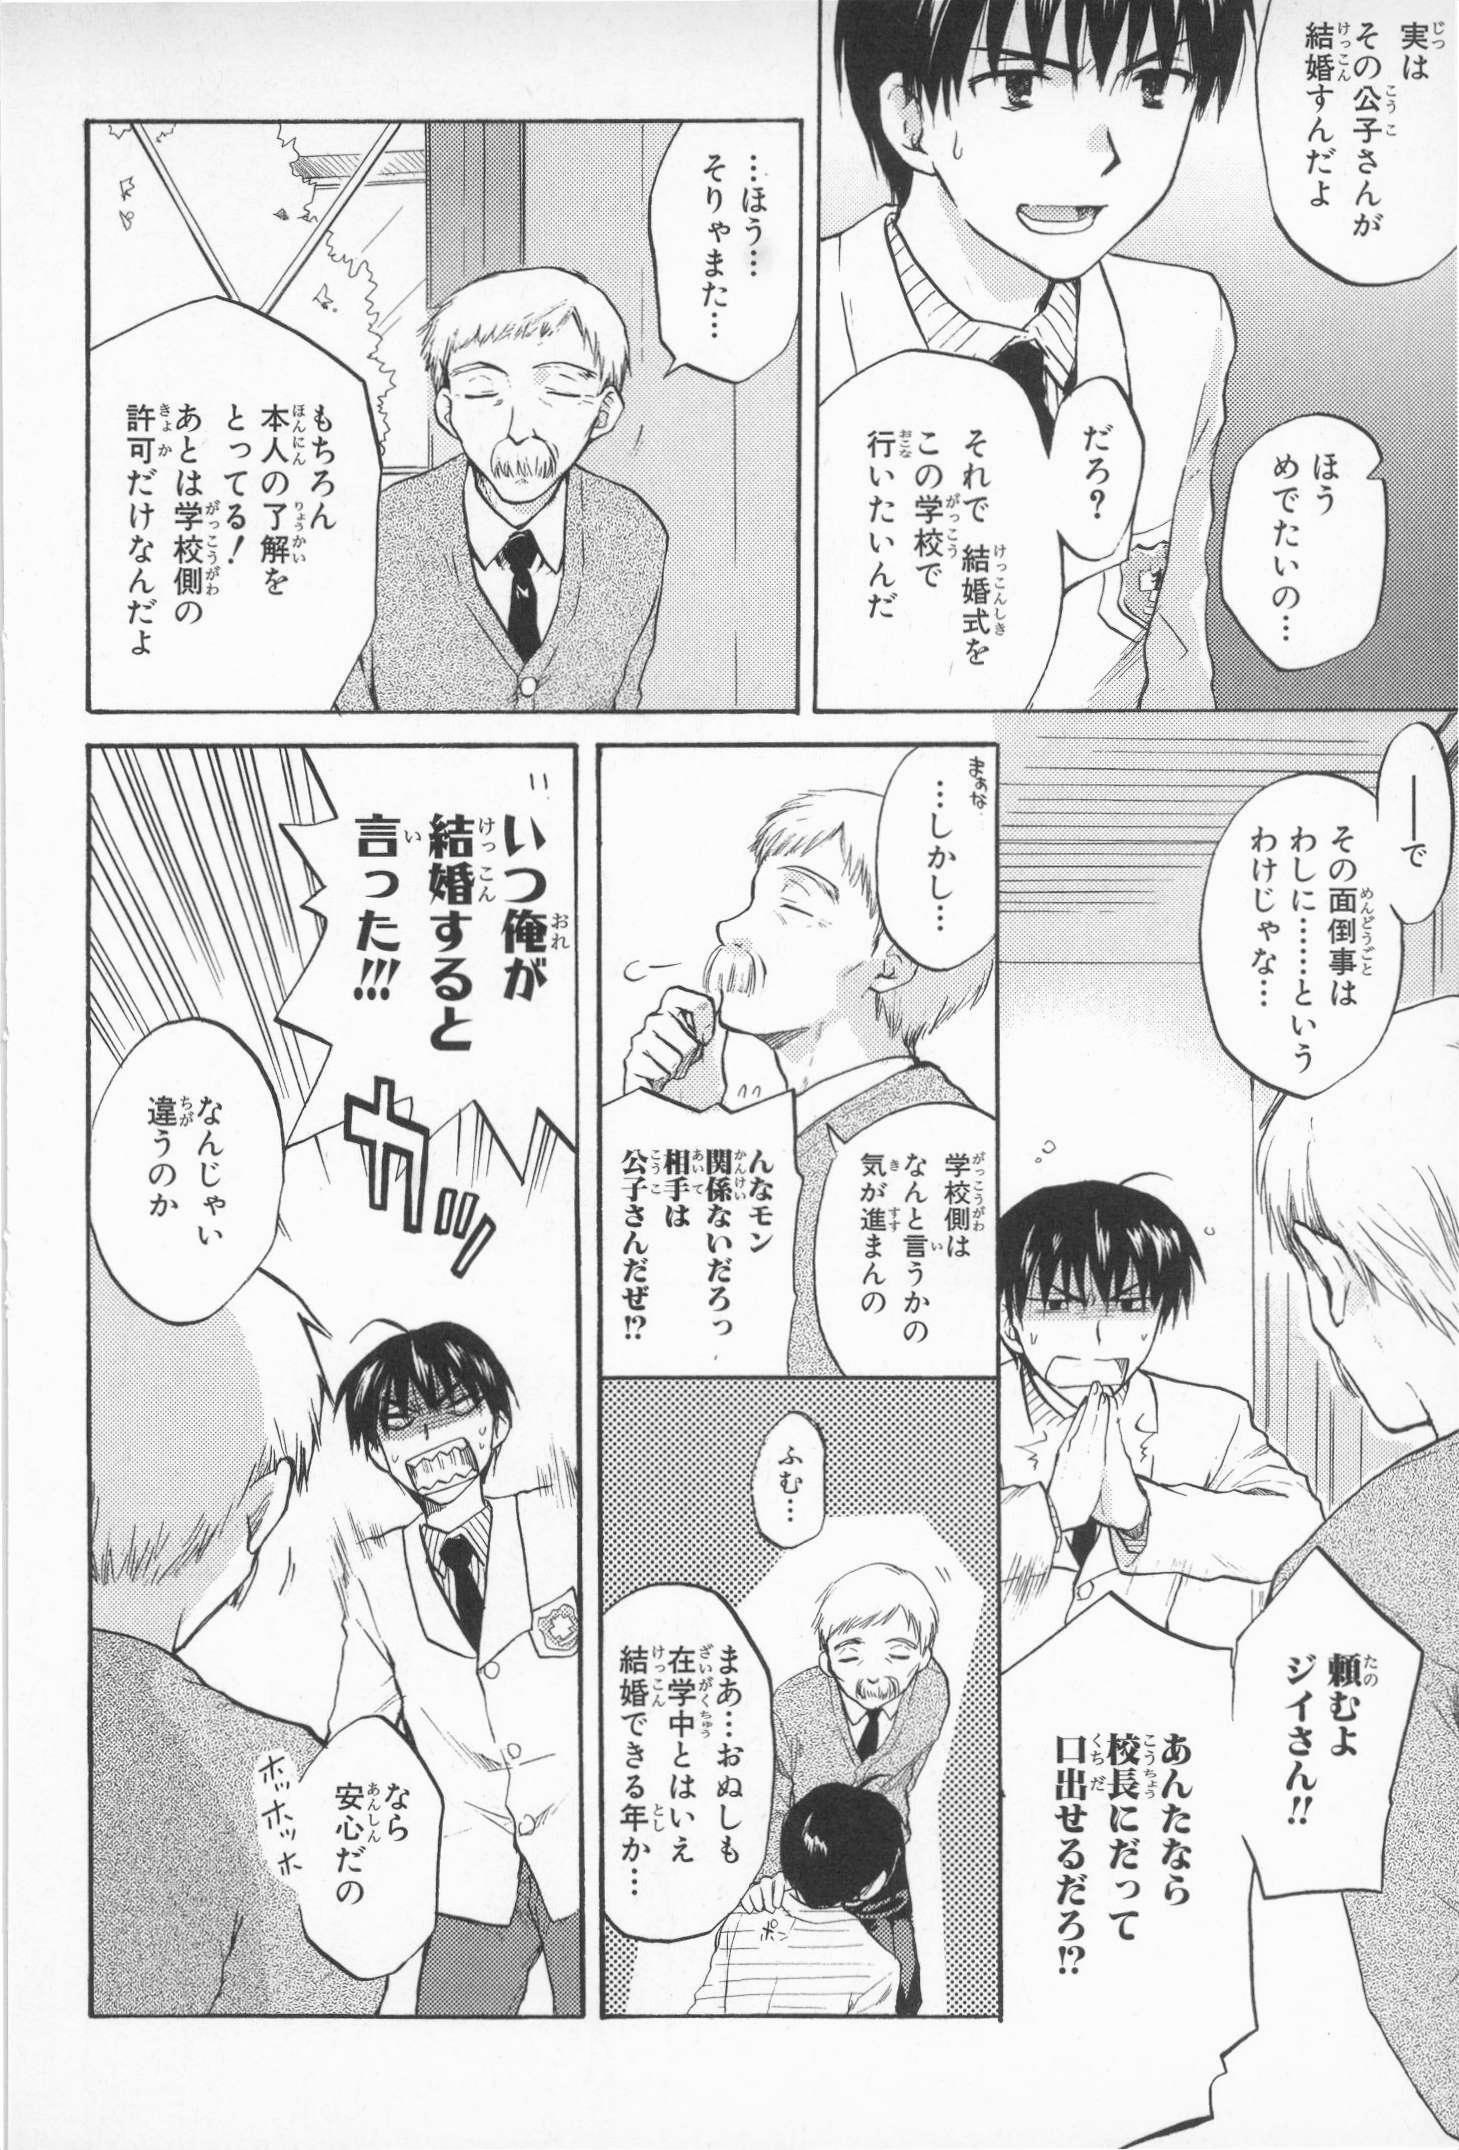 実は
その公子さんが
結婚すんだよ
ほう
めでたいの…
だろ？
それで 結婚式を
この学校で
行いたいんだ
…ほう…
そりゃまた…
もちろん
本人の了解を
とってる！
あとは学校側の
許可だけなんだよ
――で
その面倒事は
わしに……という
わけじゃな…
頼むよ
ジイさん!!
あんたなら
校長にだって
口出せるだろ!?
まぁな
…しかし…
学校側は
なんと言うかの
気が進まんの
んなモン
関係ないだろっ
相手は
公子さんだぜ!?
ふむ…
まあ…おぬしも
在学中とはいえ
結婚できる年か…
ポン
いつ俺が
結婚すると
言った!!!
ガーッ
なんじゃい
違うのか
なら
安心だの
ホッホホッホ